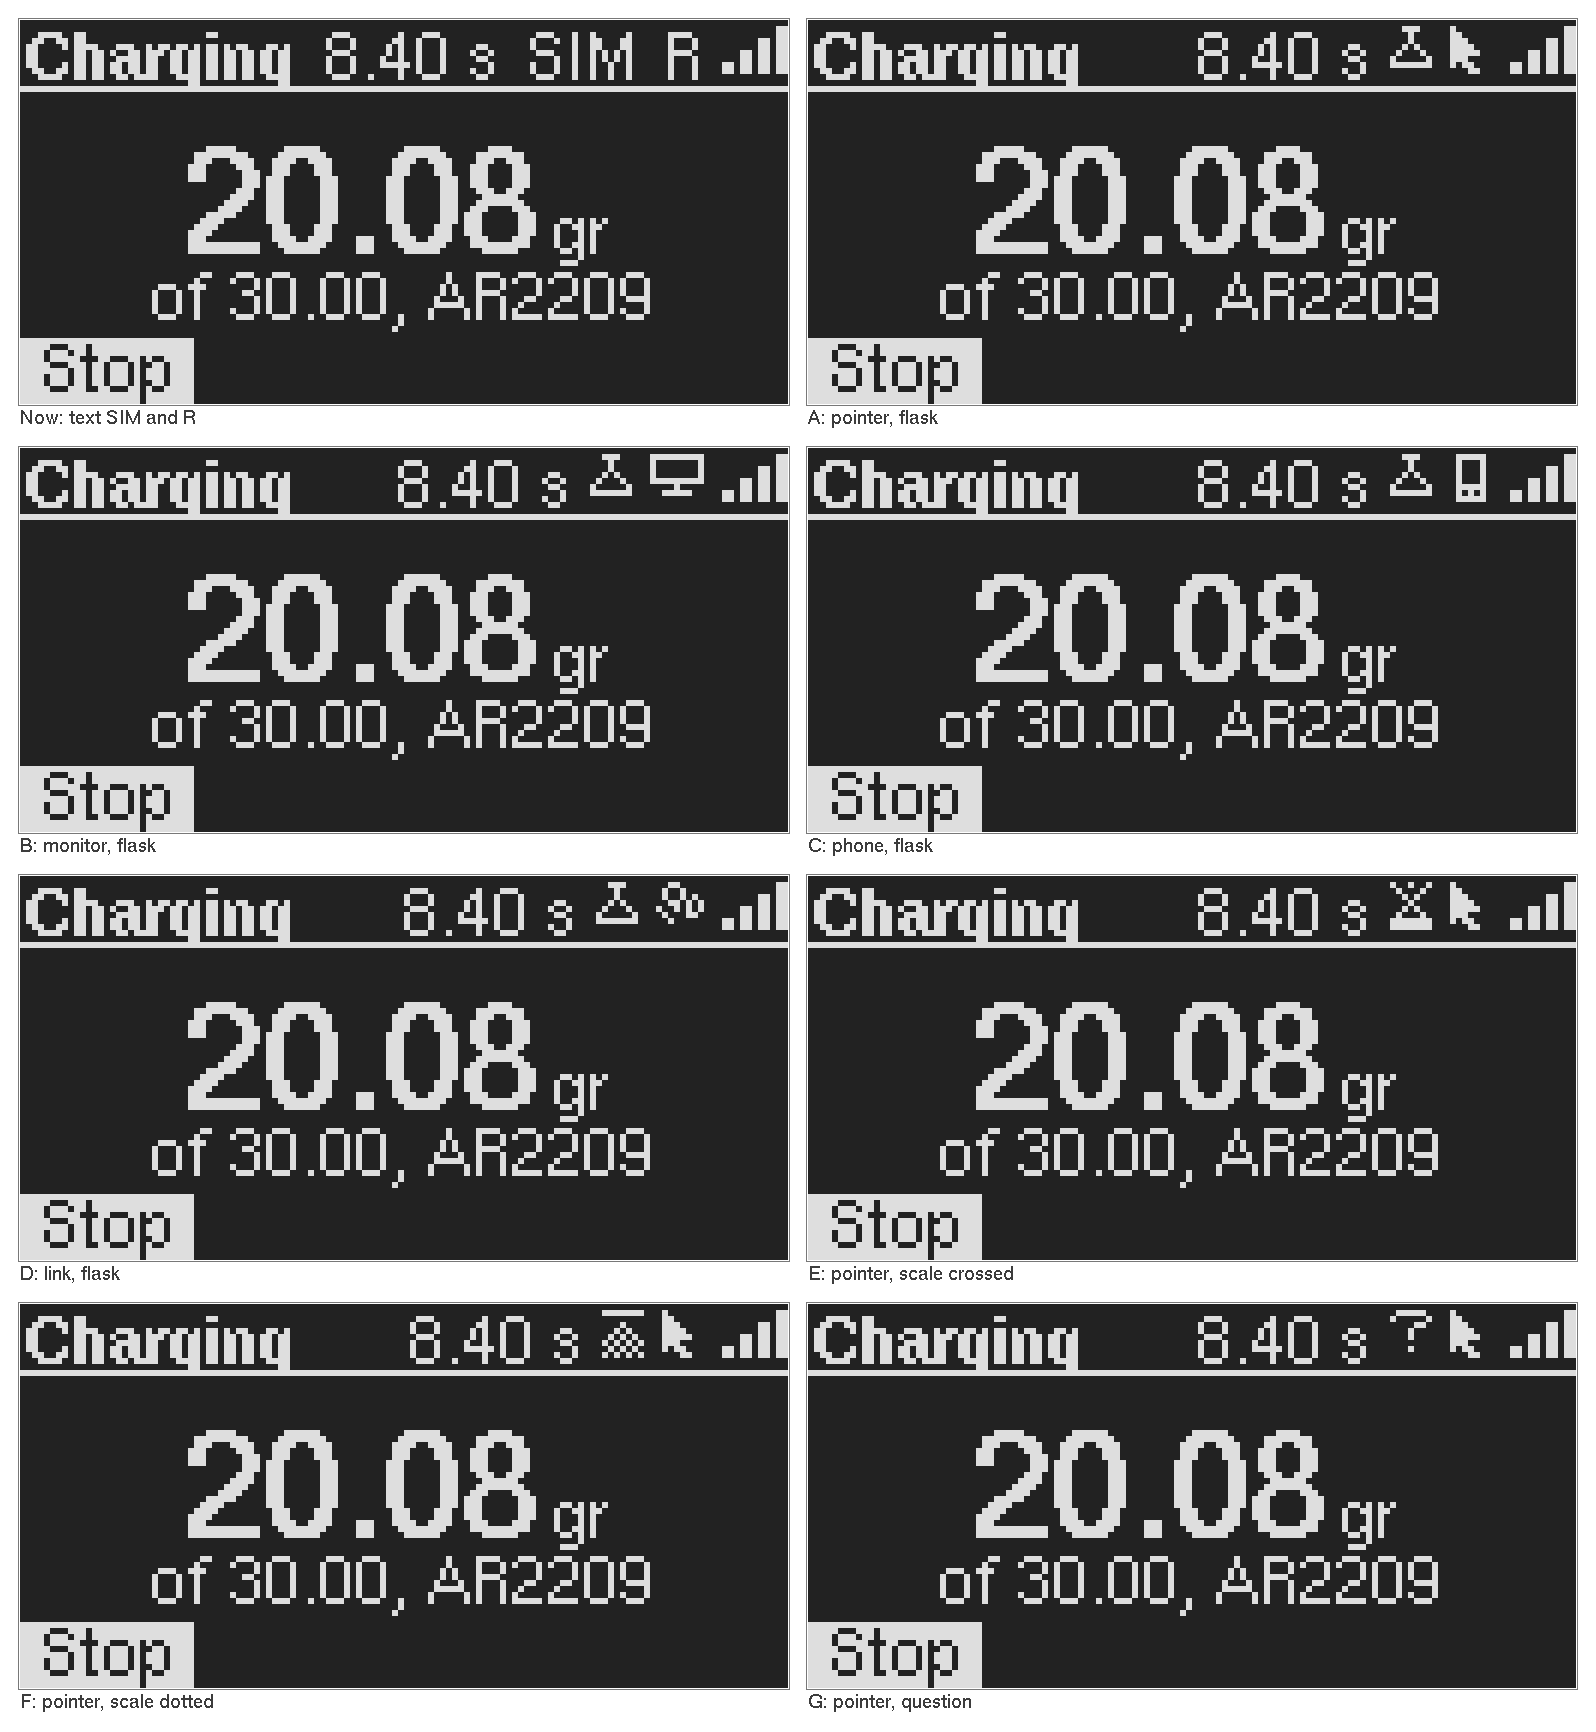 Charging 8.40 s SIM R
20.08 gr
of 30.00, AR2209
Stop
Now: text SIM and R
Charging 8.40 s
20.08 gr
of 30.00, AR2209
Stop
A: pointer, flask
Charging 8.40 s
20.08 gr
of 30.00, AR2209
Stop
B: monitor, flask
Charging 8.40 s
20.08 gr
of 30.00, AR2209
Stop
C: phone, flask
Charging 8.40 s
20.08 gr
of 30.00, AR2209
Stop
D: link, flask
Charging 8.40 s
20.08 gr
of 30.00, AR2209
Stop
E: pointer, scale crossed
Charging 8.40 s
20.08 gr
of 30.00, AR2209
Stop
F: pointer, scale dotted
Charging 8.40 s ?
20.08 gr
of 30.00, AR2209
Stop
G: pointer, question